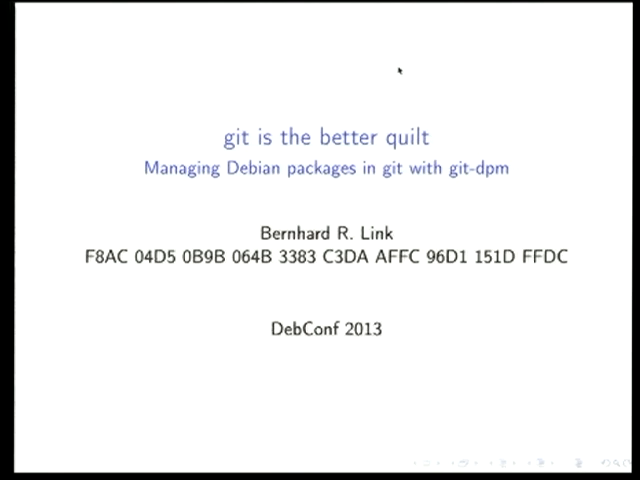 git is the better quilt
Managing Debian packages in git with git-dpm
Bernhard R. Link
F8AC 04D5 0B9B 064B 3383 C3DA AFFC 96D1 151D FFDC
DebConf 2013